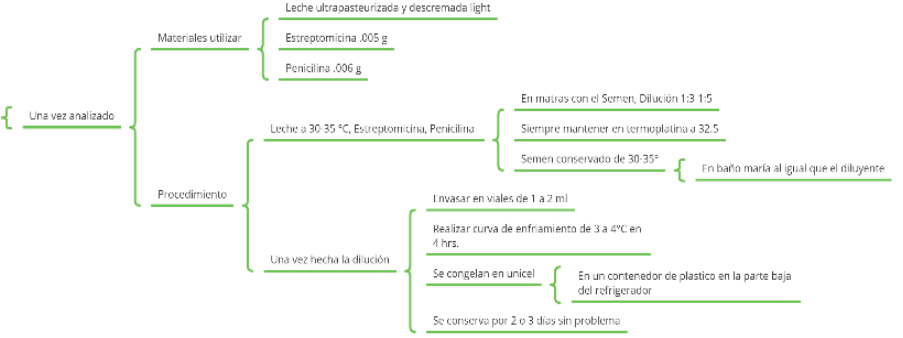 Leche ultrapasteurizada y descremada light
Materiales utilizar
Estreptomicina .005 g
Penicilina .006 g
Una vez analizado
En matras con el Semen, Dilución 1:3 1:5
Leche a 30-35 °C, Estreptomicina, Penicilina
Siempre mantener en termoplatina a 32.5
Semen conservado de 30-35°
En baño maría al igual que el diluyente
Procedimiento
Envasar en viales de 1 a 2 ml
Realizar curva de enfriamiento de 3 a 4°C en
4 hrs.
Una vez hecha la dilución
Se congelan en unicel
En un contenedor de plastico en la parte baja
del refrigerador
Se conserva por 2 o 3 días sin problema